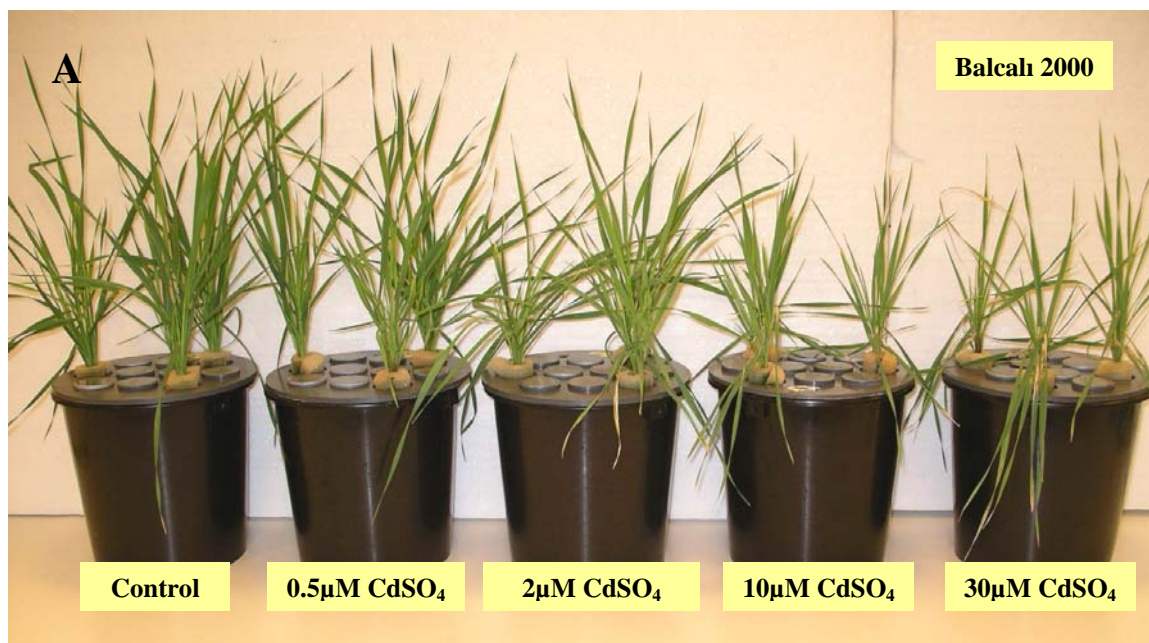 A
Balcalı 2000
Control
0.5µM CdSO₄
2µM CdSO₄
10µM CdSO₄
30µM CdSO₄